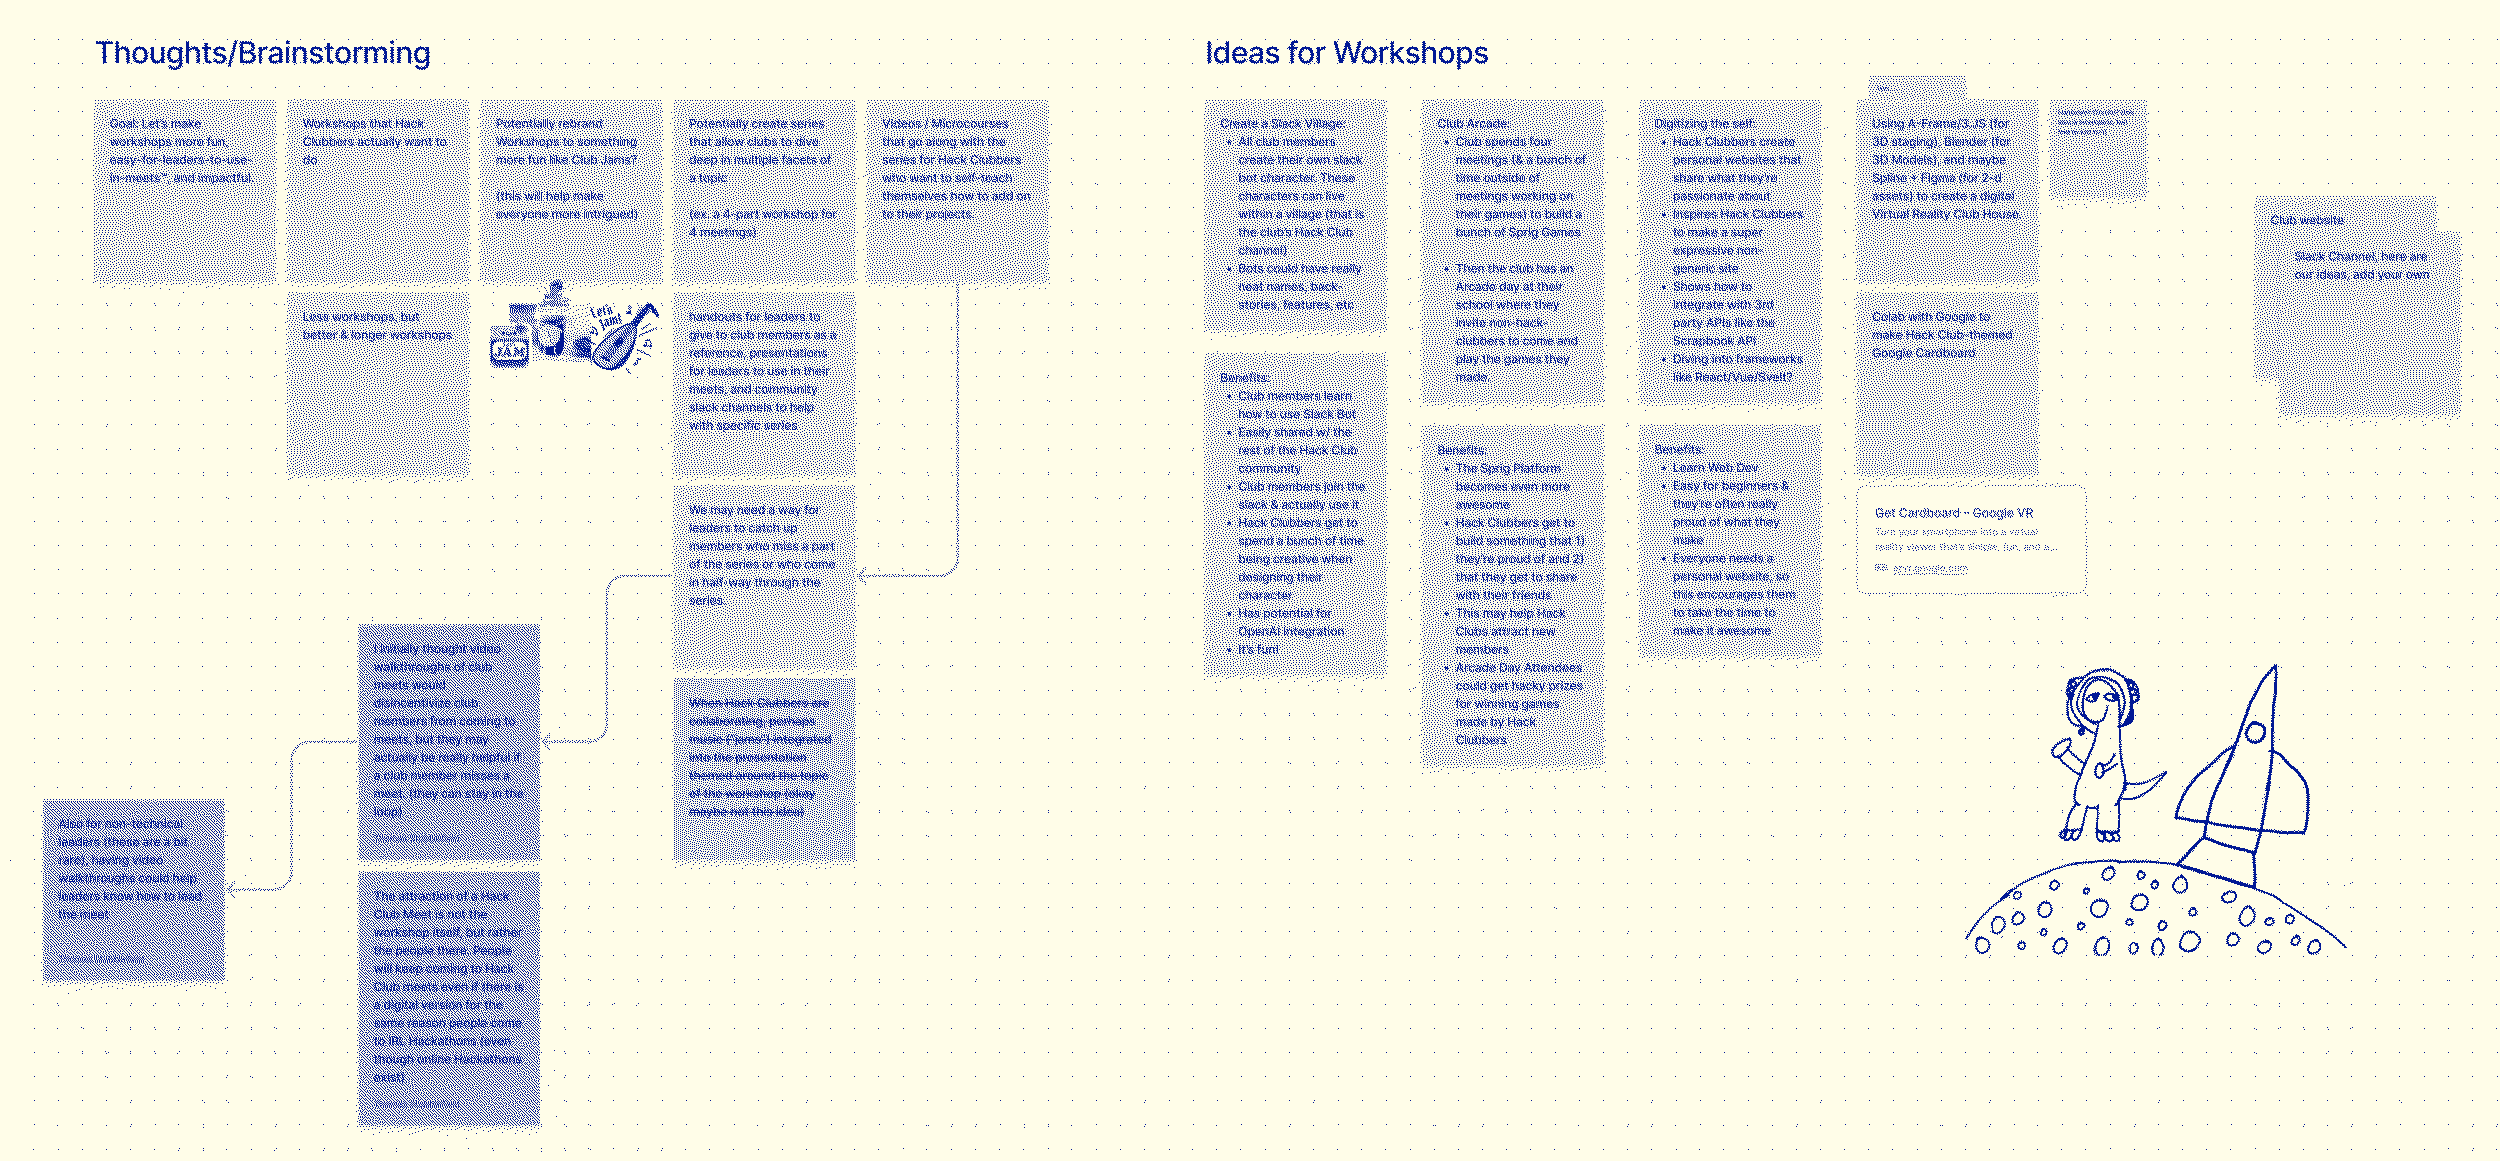 Thoughts/Brainstorming
Goal: Let's make
workshops more fun,
easy-for-leaders-to-use-
in-meets™, and impactful.
Workshops that Hack
Clubbers actually want to
do
Less workshops, but
better & longer workshops
Potentially rebrand
Workshops to something
more fun like Club Jams?
(this will help make
everyone more intrigued)
JAM
Let's
jam!
Potentially create series
that allow clubs to dive
deep in multiple facets of
a topic
(ex. a 4-part workshop for
4 meetings)
handouts for leaders to
give to club members as a
reference, presentations
for leaders to use in their
meets, and community
slack channels to help
with specific series
We may need a way for
leaders to catch up
members who miss a part
of the series or who come
in half-way through the
series.
When Hack Clubbers are
collaborating, perhaps
music ("jams") integrated
into the presentation
themed around the topic
of the workshop (okay
maybe nix this idea)
Videos / Microcourses
that go along with the
series for Hack Clubbers
who want to self-teach
themselves how to add on
to their projects.
I initially thought video
walkthroughs of club
meets would
disincentivise club
members from coming to
meets, but they may
actually be really helpful if
a club member misses a
meet. (they can stay in the
loop)
The attraction of a Hack
Club Meet is not the
workshop itself, but rather
the people there. People
will keep coming to Hack
Club meets even if there is
a digital version for the
same reason people come
to IRL Hackathons (even
though online Hackathons
exist)
Also for non-technical
leaders (these are a bit
rare), having video
walkthroughs could help
leaders know how to lead
the meet
Ideas for Workshops
Create a Slack Village:
• All club members
create their own slack
bot character. These
characters can live
within a village (that is
the club's Hack Club
channel)
• Bots could have really
neat names, back-
stories, features, etc
Benefits:
• Club members learn
how to use Slack Bot
• Easily shared w/ the
rest of the Hack Club
community
• Club members join the
slack & actually use it
• Hack Clubbers get to
spend a bunch of time
being creative when
designing their
character
• Has potential for
OpenAI integration
• It's fun!
Club Arcade:
• Club spends four
meetings (& a bunch of
time outside of
meetings working on
their games) to build a
bunch of Sprig Games
• Then the club has an
Arcade day at their
school where they
invite non-hack-
clubbers to come and
play the games they
made.
Benefits:
• The Sprig Platform
becomes even more
awesome
• Hack Clubbers get to
build something that 1)
they're proud of and 2)
that they get to share
with their friends
• This may help Hack
Clubs attract new
members
• Arcade Day Attendees
could get hacky prizes
for winning games
made by Hack
Clubbers
Digitizing the self:
• Hack Clubbers create
personal websites that
share what they're
passionate about
• Inspires Hack Clubbers
to make a super
expressive non-
generic site
• Shows how to
integrate with 3rd
party APIs like the
Scrapbook API
• Diving into frameworks
like React/Vue/Svelt?
Benefits:
• Learn Web Dev
• Easy for beginners &
they're often really
proud of what they
make
• Everyone needs a
personal website, so
this encourages them
to take the time to
make it awesome
Using A-Frame/3.JS (for
3D staging), Blender (for
3D Models), and maybe
Spline + Figma (for 2-d
assets) to create a digital
Virtual Reality Club House
Colab with Google to
make Hack Club-themed
Google Cardboard
Get Cardboard – Google VR
Turn your smartphone into a virtual
reality viewer that's simple, fun, and a...
arvr.google.com
Club website
Slack Channel, here are
our ideas, add your own